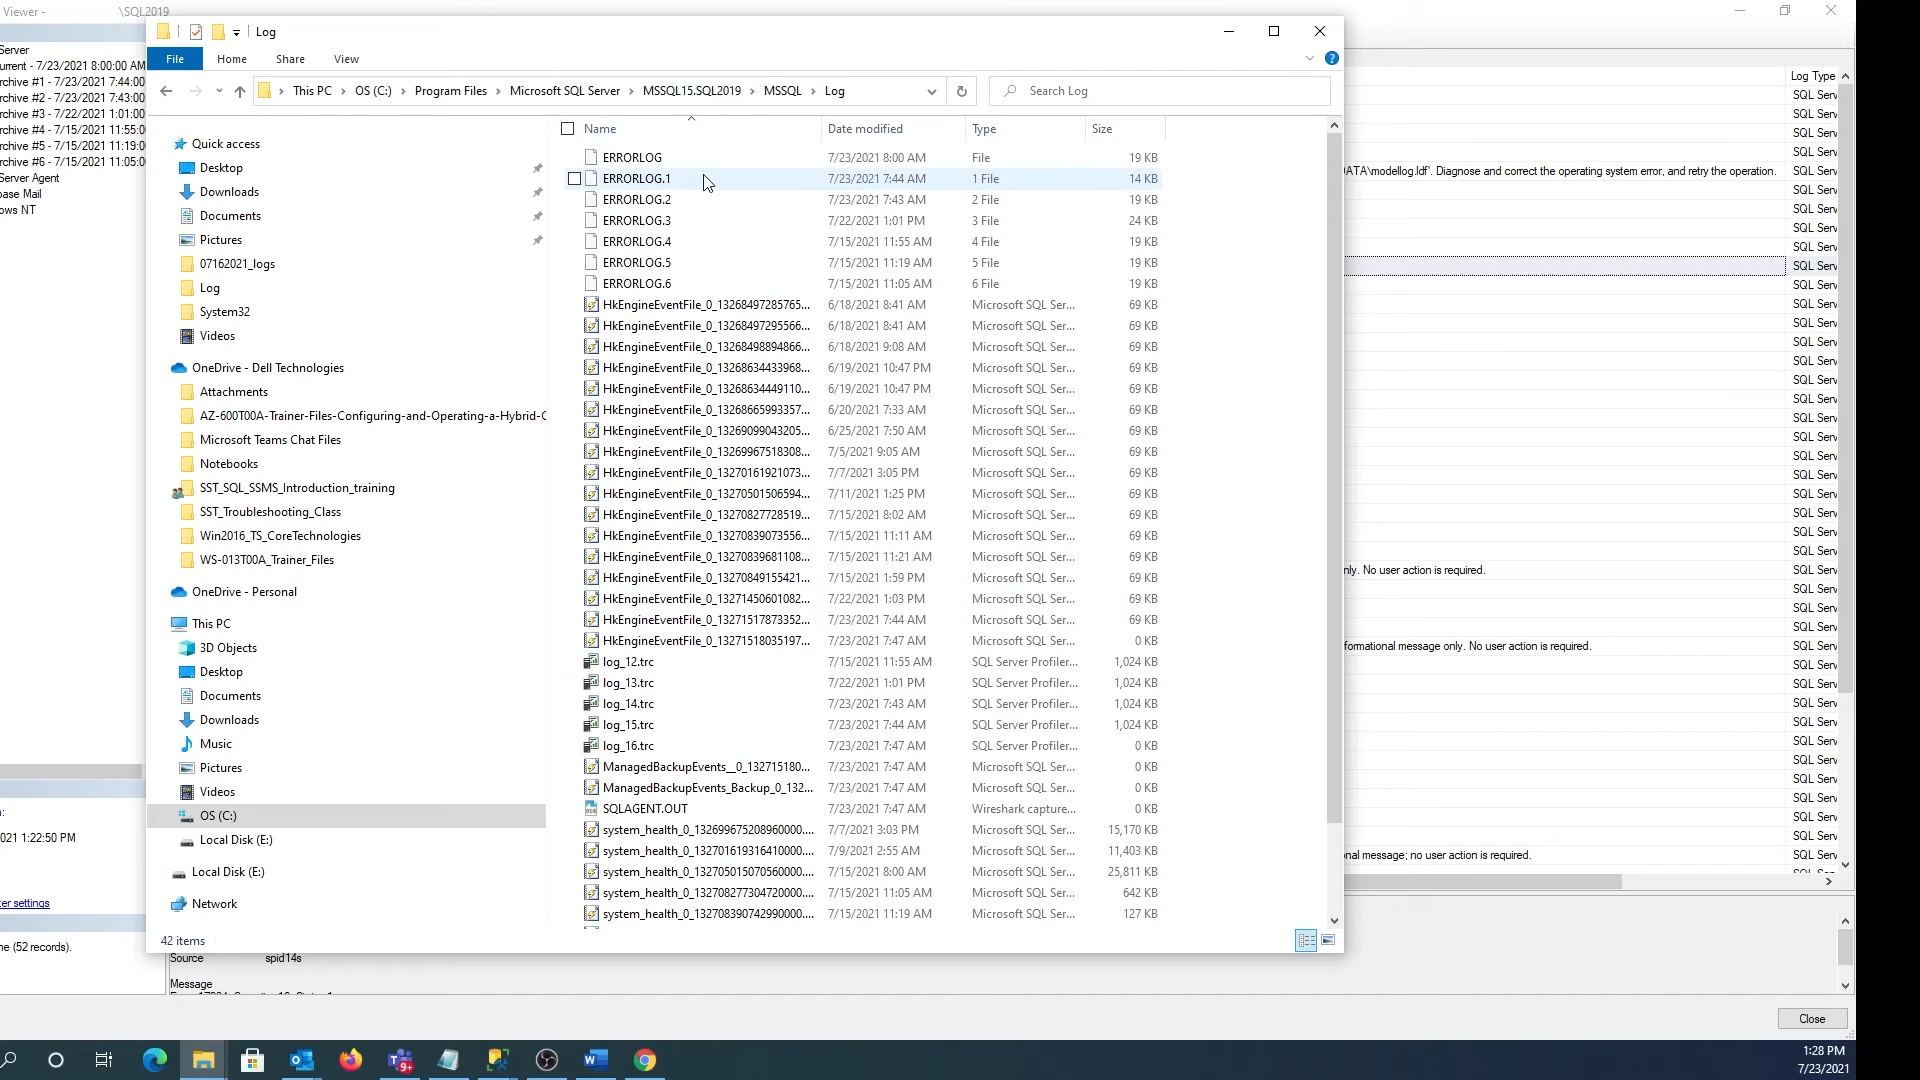 Viewer - \SQL2019
Log
File Home Share View
This PC OS (C:) Program Files Microsoft SQL Server MSSQL15.SQL2019 MSSQL Log
Search Log
Server
urrent - 7/23/2021 8:00:00 AM
rchive #1 - 7/23/2021 7:44:00
rchive #2 - 7/23/2021 7:43:00
rchive #3 - 7/22/2021 1:01:00
rchive #4 - 7/15/2021 11:55:0
rchive #5 - 7/15/2021 11:19:0
rchive #6 - 7/15/2021 11:05:0
Server Agent
base Mail
ows NT
021 1:22:50 PM
er settings
ne (52 records).
Quick access
Desktop
Downloads
Documents
Pictures
07162021_logs
Log
System32
Videos
OneDrive - Dell Technologies
Attachments
AZ-600T00A-Trainer-Files-Configuring-and-Operating-a-Hybrid-C
Microsoft Teams Chat Files
Notebooks
SST_SQL_SSMS_Introduction_training
SST_Troubleshooting_Class
Win2016_TS_CoreTechnologies
WS-013T00A_Trainer_Files
OneDrive - Personal
This PC
3D Objects
Desktop
Documents
Downloads
Music
Pictures
Videos
OS (C:)
Local Disk (E:)
Local Disk (E:)
Network
42 items
Name Date modified Type Size
ERRORLOG 7/23/2021 8:00 AM File 19 KB
ERRORLOG.1 7/23/2021 7:44 AM 1 File 14 KB
ERRORLOG.2 7/23/2021 7:43 AM 2 File 19 KB
ERRORLOG.3 7/22/2021 1:01 PM 3 File 24 KB
ERRORLOG.4 7/15/2021 11:55 AM 4 File 19 KB
ERRORLOG.5 7/15/2021 11:19 AM 5 File 19 KB
ERRORLOG.6 7/15/2021 11:05 AM 6 File 19 KB
HkEngineEventFile_0_13268497285765... 6/18/2021 8:41 AM Microsoft SQL Ser... 69 KB
HkEngineEventFile_0_13268497295566... 6/18/2021 8:41 AM Microsoft SQL Ser... 69 KB
HkEngineEventFile_0_13268498894866... 6/18/2021 9:08 AM Microsoft SQL Ser... 69 KB
HkEngineEventFile_0_13268634433968... 6/19/2021 10:47 PM Microsoft SQL Ser... 69 KB
HkEngineEventFile_0_13268634449110... 6/19/2021 10:47 PM Microsoft SQL Ser... 69 KB
HkEngineEventFile_0_13268665993357... 6/20/2021 7:33 AM Microsoft SQL Ser... 69 KB
HkEngineEventFile_0_13269099043205... 6/25/2021 7:50 AM Microsoft SQL Ser... 69 KB
HkEngineEventFile_0_13269967518308... 7/5/2021 9:05 AM Microsoft SQL Ser... 69 KB
HkEngineEventFile_0_13270161921073... 7/7/2021 3:05 PM Microsoft SQL Ser... 69 KB
HkEngineEventFile_0_13270501506594... 7/11/2021 1:25 PM Microsoft SQL Ser... 69 KB
HkEngineEventFile_0_13270827728519... 7/15/2021 8:02 AM Microsoft SQL Ser... 69 KB
HkEngineEventFile_0_13270839073556... 7/15/2021 11:11 AM Microsoft SQL Ser... 69 KB
HkEngineEventFile_0_13270839681108... 7/15/2021 11:21 AM Microsoft SQL Ser... 69 KB
HkEngineEventFile_0_13270849155421... 7/15/2021 1:59 PM Microsoft SQL Ser... 69 KB
HkEngineEventFile_0_13271450601082... 7/22/2021 1:03 PM Microsoft SQL Ser... 69 KB
HkEngineEventFile_0_13271517873352... 7/23/2021 7:44 AM Microsoft SQL Ser... 69 KB
HkEngineEventFile_0_13271518035197... 7/23/2021 7:47 AM Microsoft SQL Ser... 0 KB
log_12.trc 7/15/2021 11:55 AM SQL Server Profiler... 1,024 KB
log_13.trc 7/22/2021 1:01 PM SQL Server Profiler... 1,024 KB
log_14.trc 7/23/2021 7:43 AM SQL Server Profiler... 1,024 KB
log_15.trc 7/23/2021 7:44 AM SQL Server Profiler... 1,024 KB
log_16.trc 7/23/2021 7:47 AM SQL Server Profiler... 0 KB
ManagedBackupEvents__0_132715180... 7/23/2021 7:47 AM Microsoft SQL Ser... 0 KB
ManagedBackupEvents_Backup_0_132... 7/23/2021 7:47 AM Microsoft SQL Ser... 0 KB
SQLAGENT.OUT 7/23/2021 7:47 AM Wireshark capture... 0 KB
system_health_0_132699675208960000.... 7/7/2021 3:03 PM Microsoft SQL Ser... 15,170 KB
system_health_0_132701619316410000.... 7/9/2021 2:55 AM Microsoft SQL Ser... 11,403 KB
system_health_0_132705015070560000.... 7/15/2021 8:00 AM Microsoft SQL Ser... 25,811 KB
system_health_0_132708277304720000.... 7/15/2021 11:05 AM Microsoft SQL Ser... 642 KB
system_health_0_132708390742990000.... 7/15/2021 11:19 AM Microsoft SQL Ser... 127 KB
Source spid14s
Message
Log Type
DATA\modellog.ldf'. Diagnose and correct the operating system error, and retry the operation.
nly. No user action is required.
formational message only. No user action is required.
nal message; no user action is required.
SQL Serv
Close
9+
1:28 PM
7/23/2021